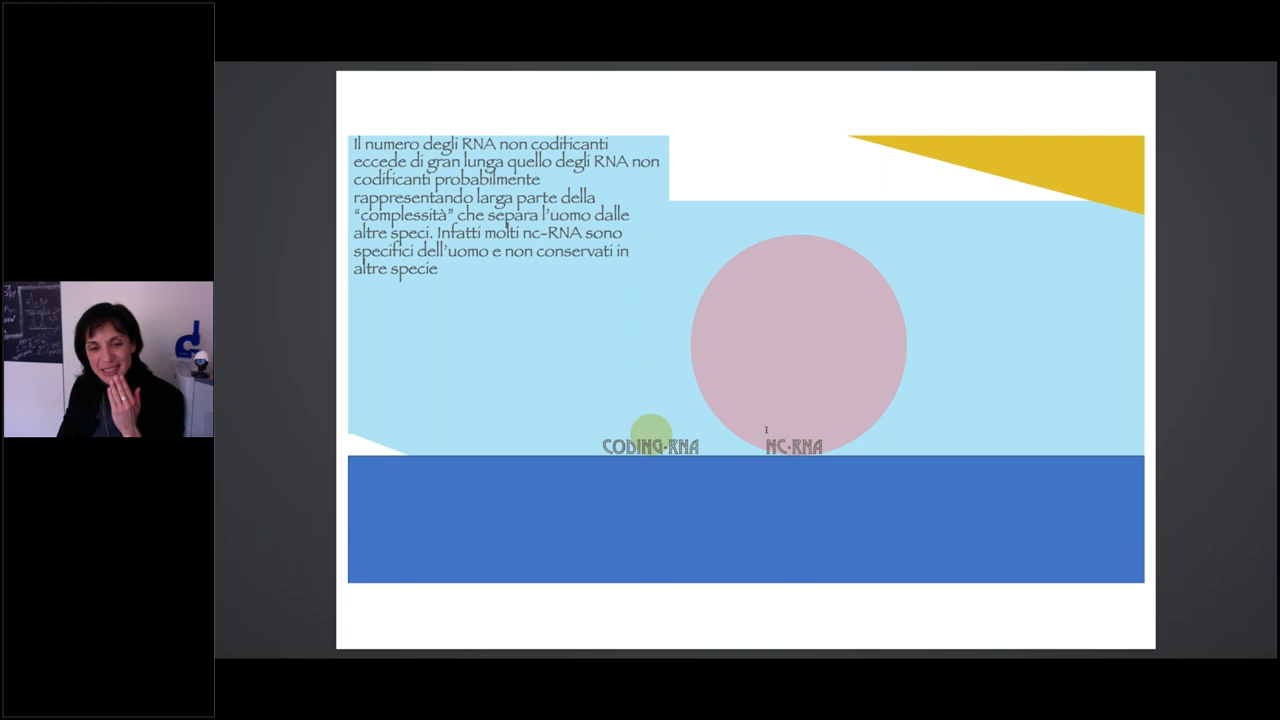 Il numero degli RNA non codificanti
eccede di gran lunga quello degli RNA non
codificanti probabilmente
rappresentando larga parte della
“complessità” che separa l'uomo dalle
altre speci. Infatti molti nc-RNA sono
specifici dell'uomo e non conservati in
altre specie
CODING-RNA NC-RNA